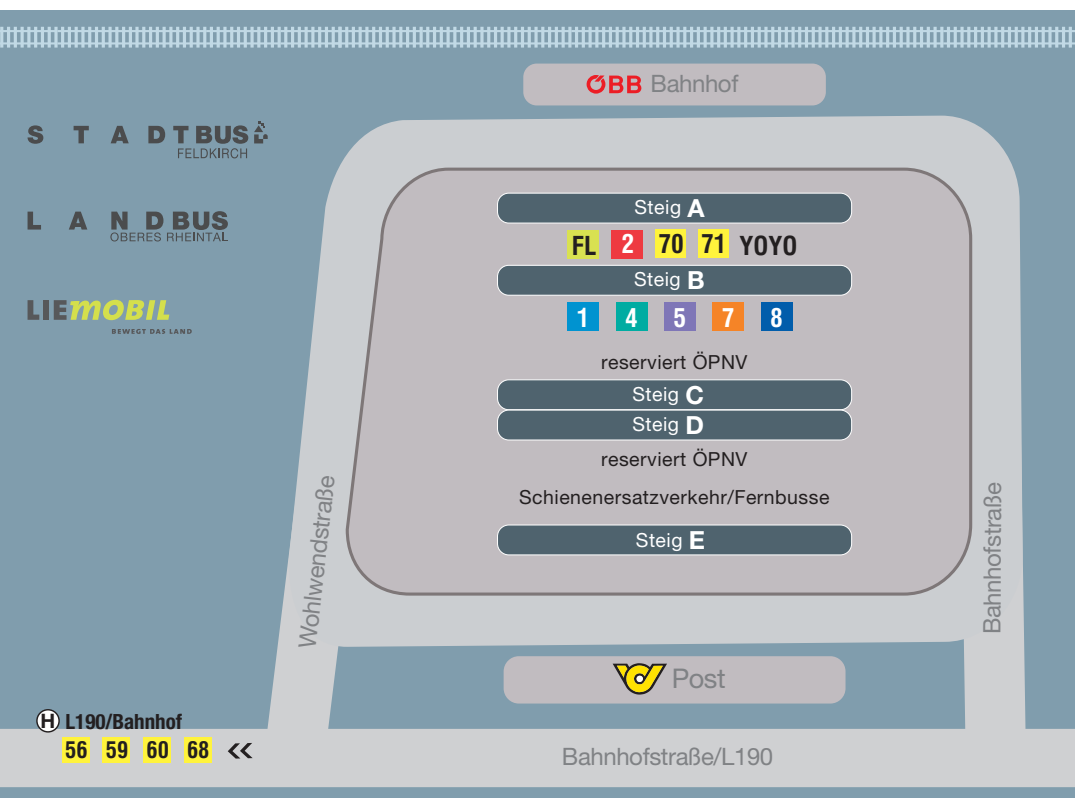 ÖBB Bahnhof
STADTBUS
FELDKIRCH
LANDBUS
OBERES RHEINTAL
LIEMOBIL
BEWEGT DAS LAND
Steig A
FL 2 70 71 YOYO
Steig B
1 4 5 7 8
reserviert ÖPNV
Steig C
Steig D
reserviert ÖPNV
Schienenersatzverkehr/Fernbusse
Steig E
Wohlwendstraße
Bahnhofstraße
Post
H L190/Bahnhof
56 59 60 68 <<
Bahnhofstraße/L190